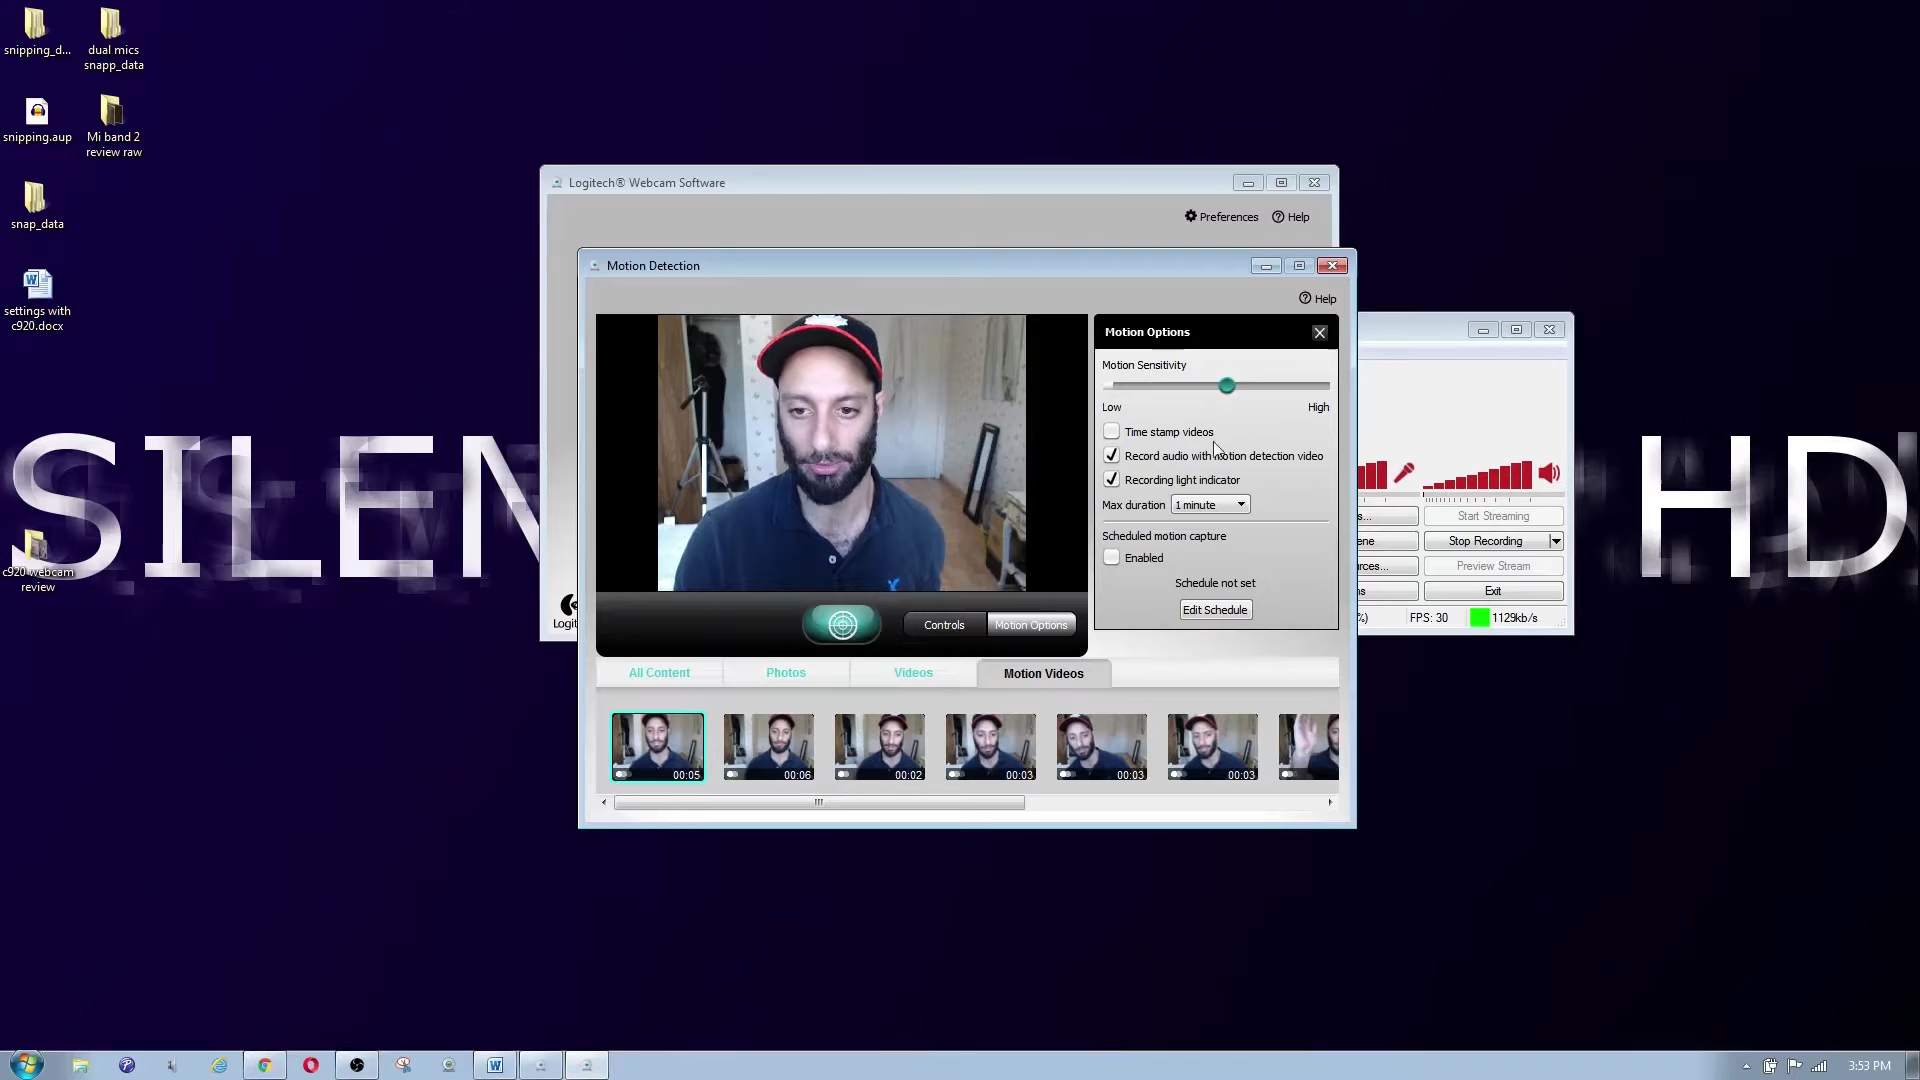 snipping_d...
dual mics
snapp_data
snipping.aup
Mi band 2
review raw
snap_data
settings with
c920.docx
c920 webcam
review
SILEN
HD
Logitech® Webcam Software
Preferences
Help
Motion Detection
Help
Motion Options
Motion Sensitivity
Low
High
Time stamp videos
Record audio with motion detection video
Recording light indicator
Max duration
1 minute
Scheduled motion capture
Enabled
Schedule not set
Edit Schedule
Controls
Motion Options
All Content
Photos
Videos
Motion Videos
00:05
00:06
00:02
00:03
00:03
00:03
Logit
s...
Start Streaming
ene
Stop Recording
rces...
Preview Stream
s
Exit
%)
FPS: 30
1129kb/s
3:53 PM